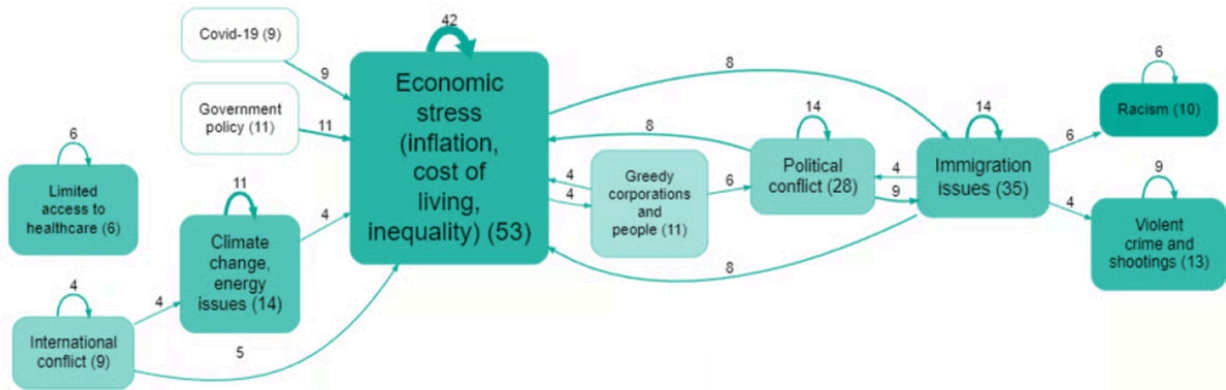 42
Covid-19 (9)
9
Government
policy (11)
11
Economic
stress
(inflation,
cost of
living,
inequality) (53)
8
8
4
4
Greedy
corporations
and
people (11)
6
14
Political
conflict (28)
4
9
14
Immigration
issues (35)
8
6
6
Racism (10)
4
9
Violent
crime and
shootings (13)
6
Limited
access to
healthcare (6)
11
Climate
change,
energy
issues (14)
4
4
4
International
conflict (9)
5